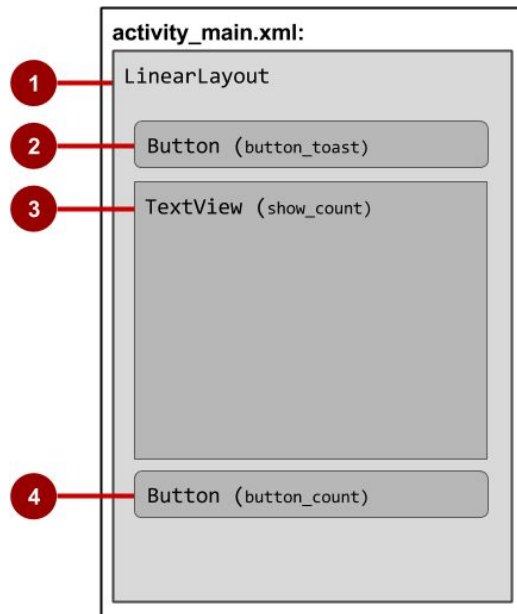 activity_main.xml:
1
LinearLayout
2
Button (button_toast)
3
TextView (show_count)
4
Button (button_count)